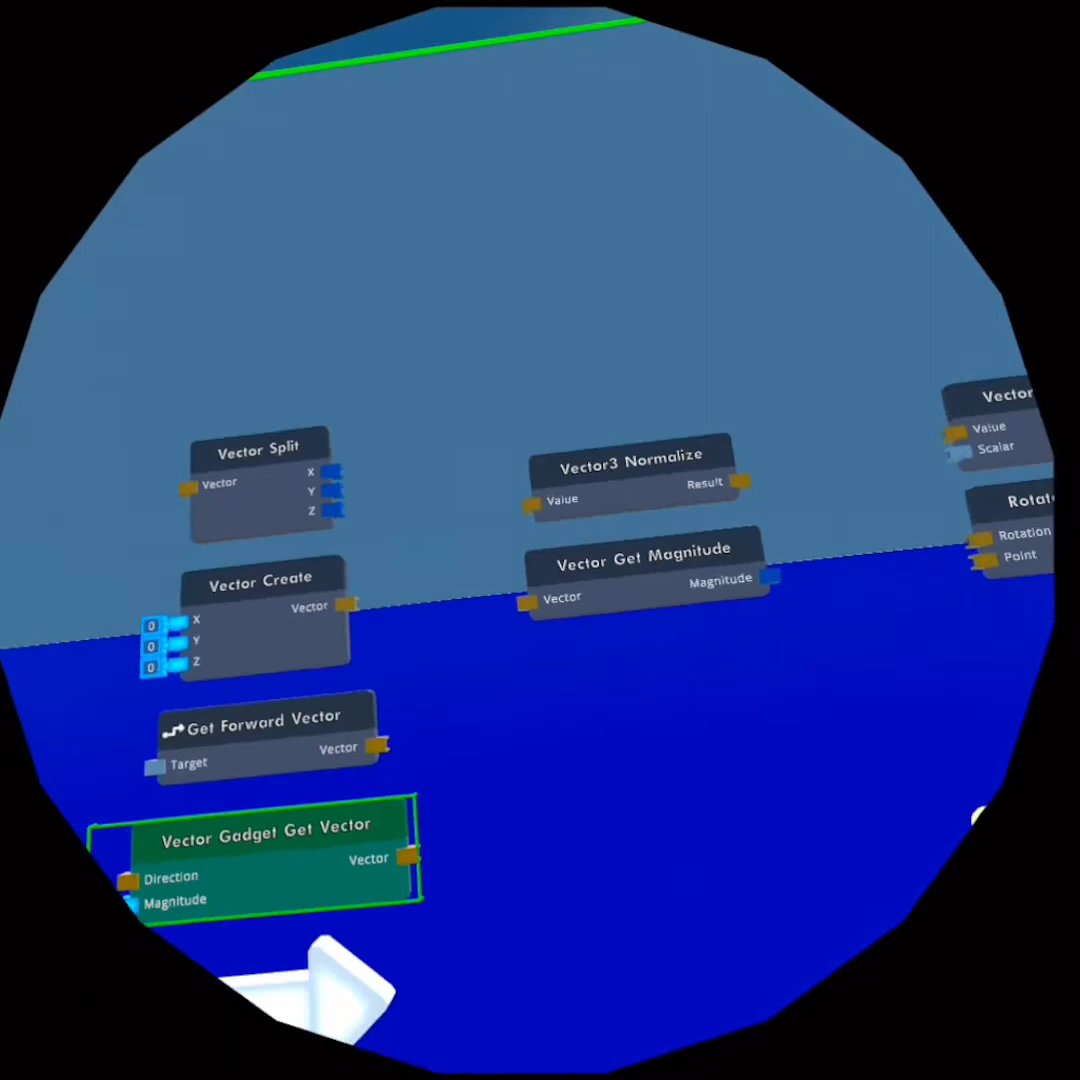 Vector Split
Vector
X
Y
Z
Vector Create
X
Y
Z
0
0
0
Vector
Get Forward Vector
Target
Vector
Vector Gadget Get Vector
Direction
Magnitude
Vector
Vector3 Normalize
Value
Result
Vector Get Magnitude
Vector
Magnitude
Vector
Value
Scalar
Rotat
Rotation
Point